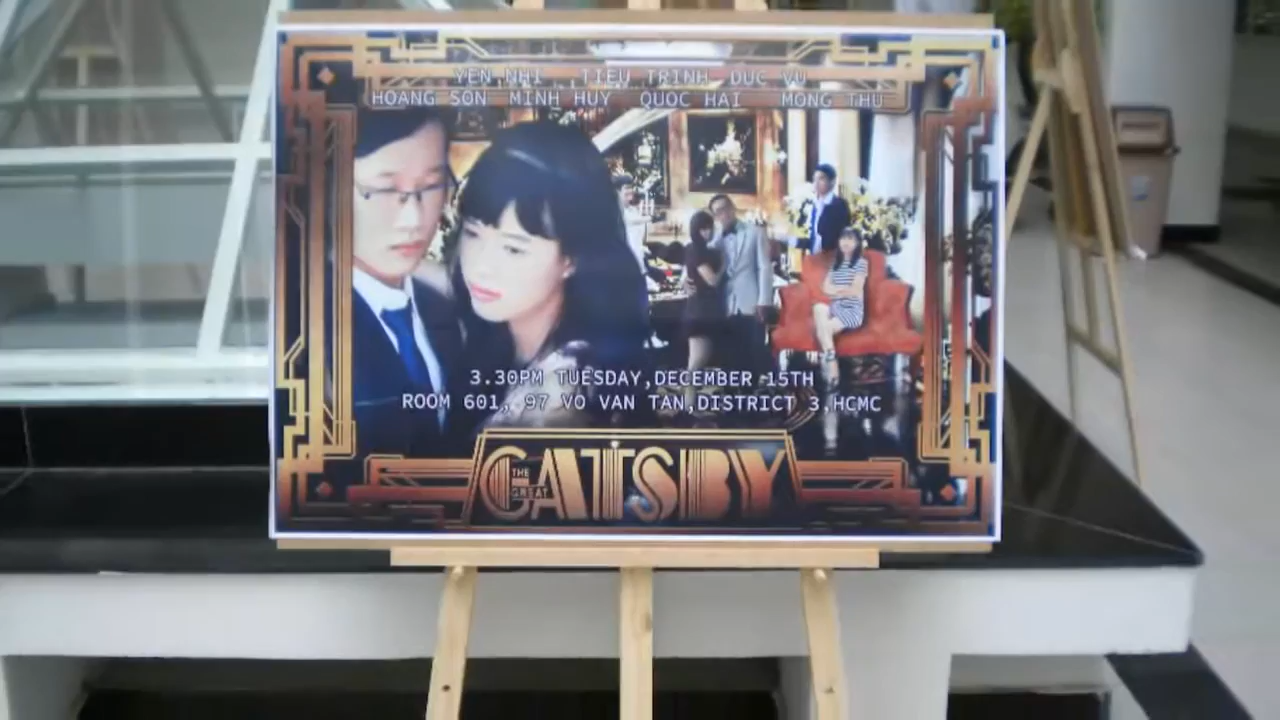 YEN NHI TIEU TRINH DUC VU
HOANG SON MINH HUY QUOC HAI MONG THU
3.30PM TUESDAY,DECEMBER 15TH
ROOM 601, 97 VO VAN TAN,DISTRICT 3,HCMC
THE GREAT GATSBY